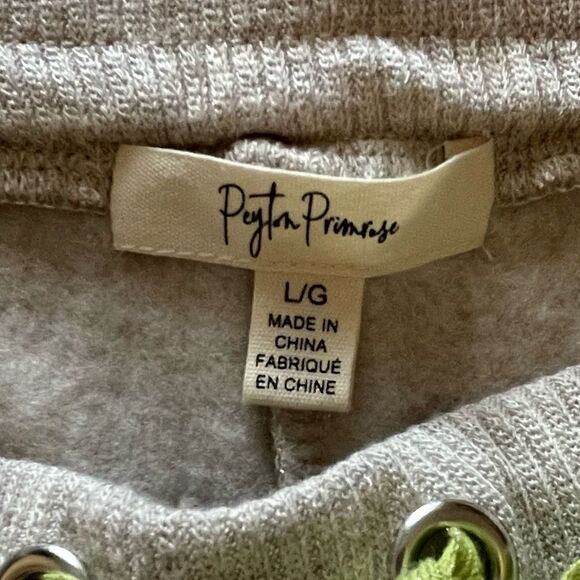 Peyton Primrose
L/G
MADE IN
CHINA
FABRIQUÉ
EN CHINE